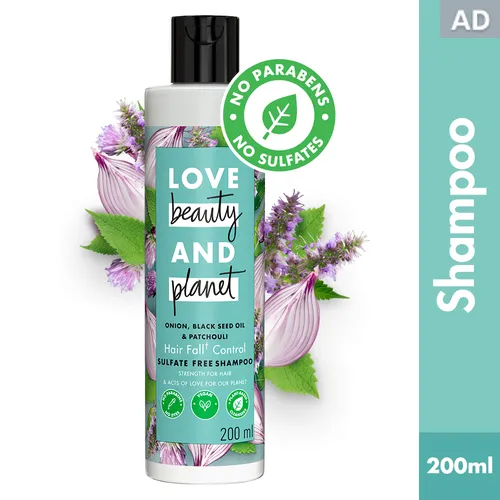 AD
NO PARABENS
NO SULFATES
LOVE
beauty
AND
planet
ONION, BLACK SEED OIL
& PATCHOULI
Hair Fall† Control
SULFATE FREE SHAMPOO
STRENGTH FOR HAIR
& ACTS OF LOVE FOR OUR PLANET
VEGAN
200 ml
Shampoo
200ml